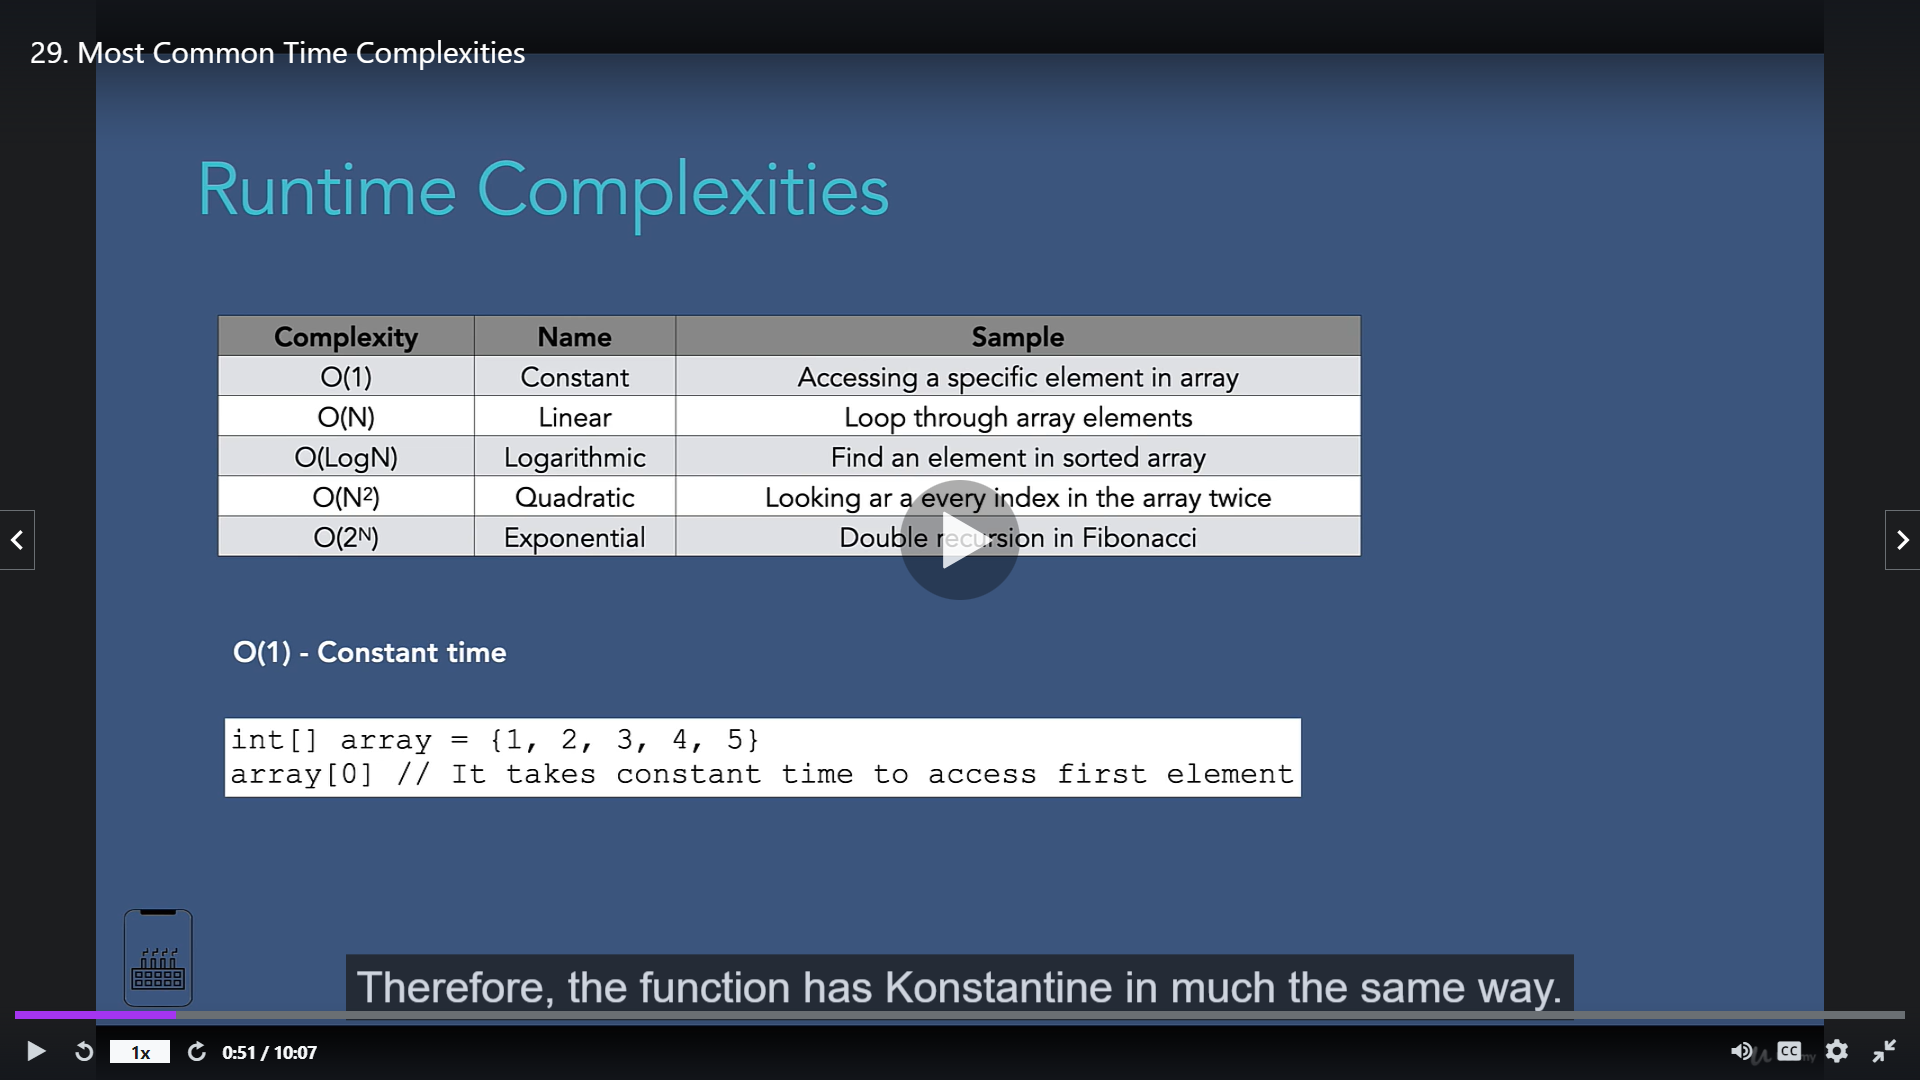 29. Most Common Time Complexities
Runtime Complexities
Complexity Name Sample
O(1) Constant Accessing a specific element in array
O(N) Linear Loop through array elements
O(LogN) Logarithmic Find an element in sorted array
O(N²) Quadratic Looking ar a every index in the array twice
O(2ᴺ) Exponential Double recursion in Fibonacci
O(1) - Constant time
int[] array = {1, 2, 3, 4, 5}
array[0] // It takes constant time to access first element
Therefore, the function has Konstantine in much the same way.
1x 0:51 / 10:07 CC